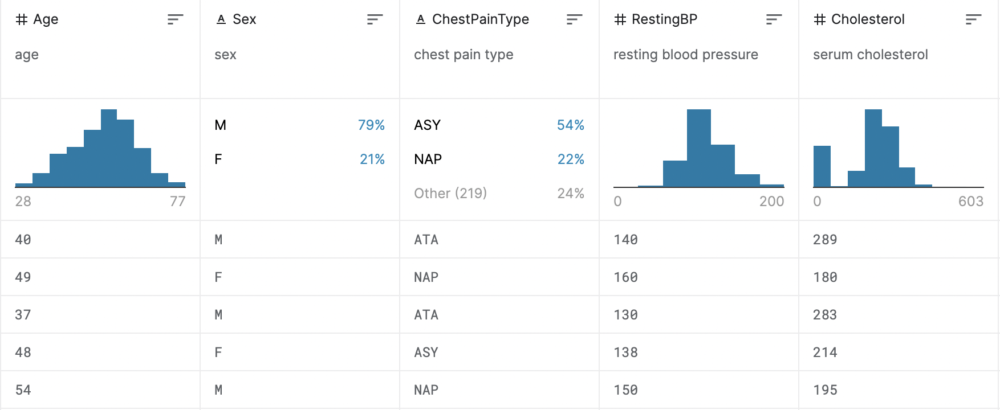 # Age
A Sex
A ChestPainType
# RestingBP
# Cholesterol
age
sex
chest pain type
resting blood pressure
serum cholesterol
M 79%
F 21%
ASY 54%
NAP 22%
Other (219) 24%
28 77
0 200
0 603
40 M ATA 140 289
49 F NAP 160 180
37 M ATA 130 283
48 F ASY 138 214
54 M NAP 150 195